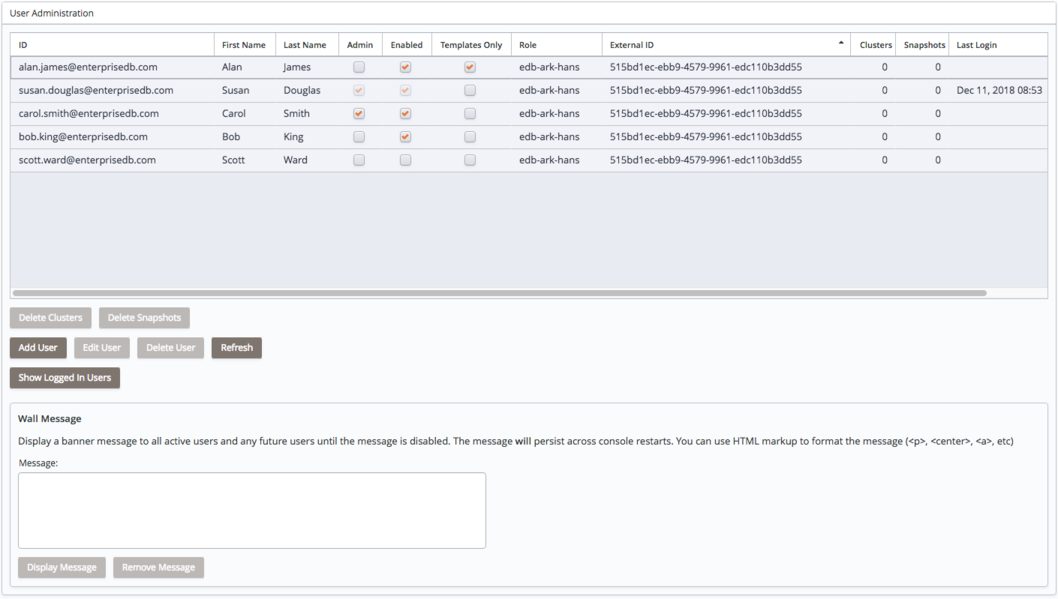 User Administration
ID First Name Last Name Admin Enabled Templates Only Role External ID Clusters Snapshots Last Login
alan.james@enterprisedb.com Alan James edb-ark-hans 515bd1ec-ebb9-4579-9961-edc110b3dd55 0 0
susan.douglas@enterprisedb.com Susan Douglas edb-ark-hans 515bd1ec-ebb9-4579-9961-edc110b3dd55 0 0 Dec 11, 2018 08:53
carol.smith@enterprisedb.com Carol Smith edb-ark-hans 515bd1ec-ebb9-4579-9961-edc110b3dd55 0 0
bob.king@enterprisedb.com Bob King edb-ark-hans 515bd1ec-ebb9-4579-9961-edc110b3dd55 0 0
scott.ward@enterprisedb.com Scott Ward edb-ark-hans 515bd1ec-ebb9-4579-9961-edc110b3dd55 0 0
Delete Clusters Delete Snapshots
Add User Edit User Delete User Refresh
Show Logged In Users
Wall Message
Display a banner message to all active users and any future users until the message is disabled. The message will persist across console restarts. You can use HTML markup to format the message (<p>, <center>, <a>, etc)
Message:
Display Message Remove Message